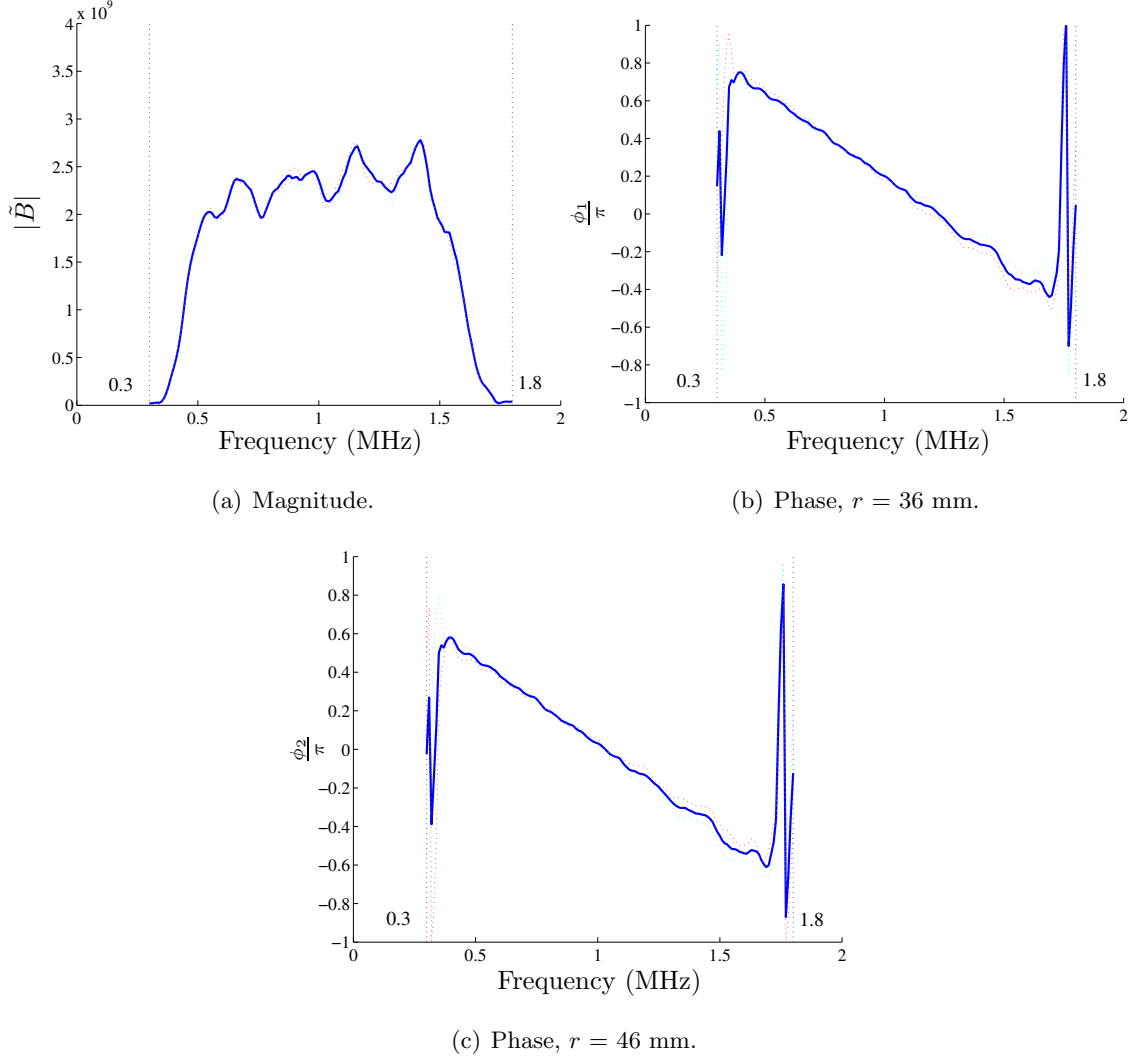 x 10^9
4
3.5
3
2.5
2
1.5
1
0.5
0
|B̃|
0.3
1.8
0 0.5 1 1.5 2
Frequency (MHz)
(a) Magnitude.
1
0.8
0.6
0.4
0.2
0
−0.2
−0.4
−0.6
−0.8
−1
ϕ₁/π
0.3
1.8
0 0.5 1 1.5 2
Frequency (MHz)
(b) Phase, r = 36 mm.
1
0.8
0.6
0.4
0.2
0
−0.2
−0.4
−0.6
−0.8
−1
ϕ₂/π
0.3
1.8
0 0.5 1 1.5 2
Frequency (MHz)
(c) Phase, r = 46 mm.